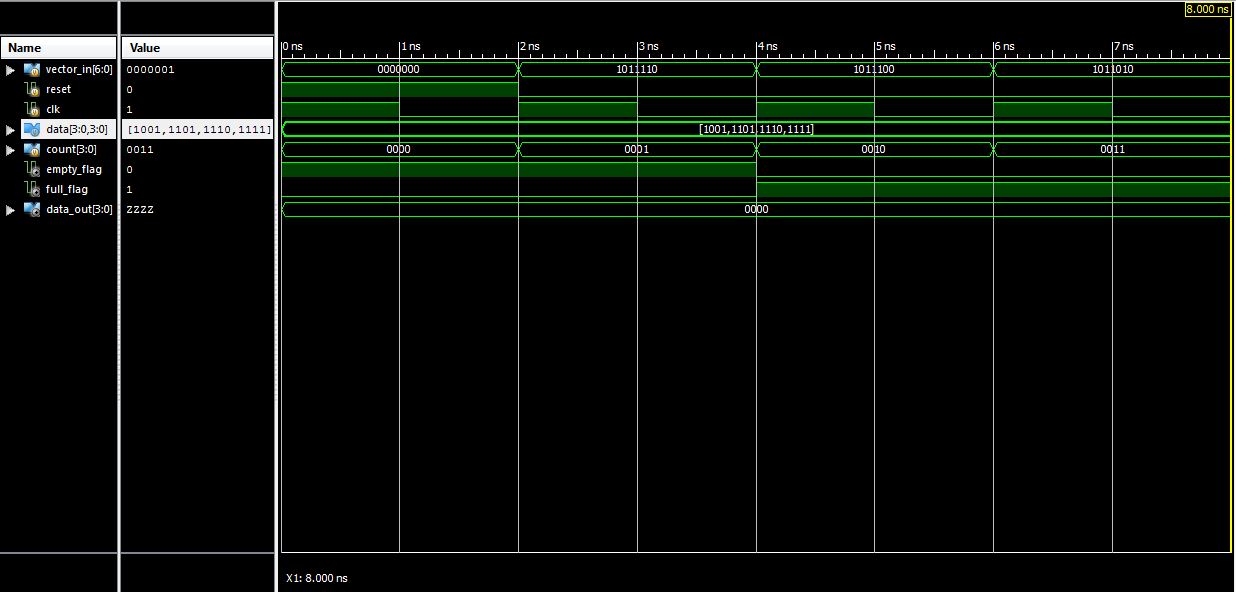 8.000 ns
Name Value
0 ns 1 ns 2 ns 3 ns 4 ns 5 ns 6 ns 7 ns
vector_in[6:0] 0000001 0000000 1011110 1011100 1011010
reset 0
clk 1
data[3:0,3:0] [1001,1101,1110,1111] [1001,1101,1110,1111]
count[3:0] 0011 0000 0001 0010 0011
empty_flag 0
full_flag 1
data_out[3:0] ZZZZ 0000
X1: 8.000 ns